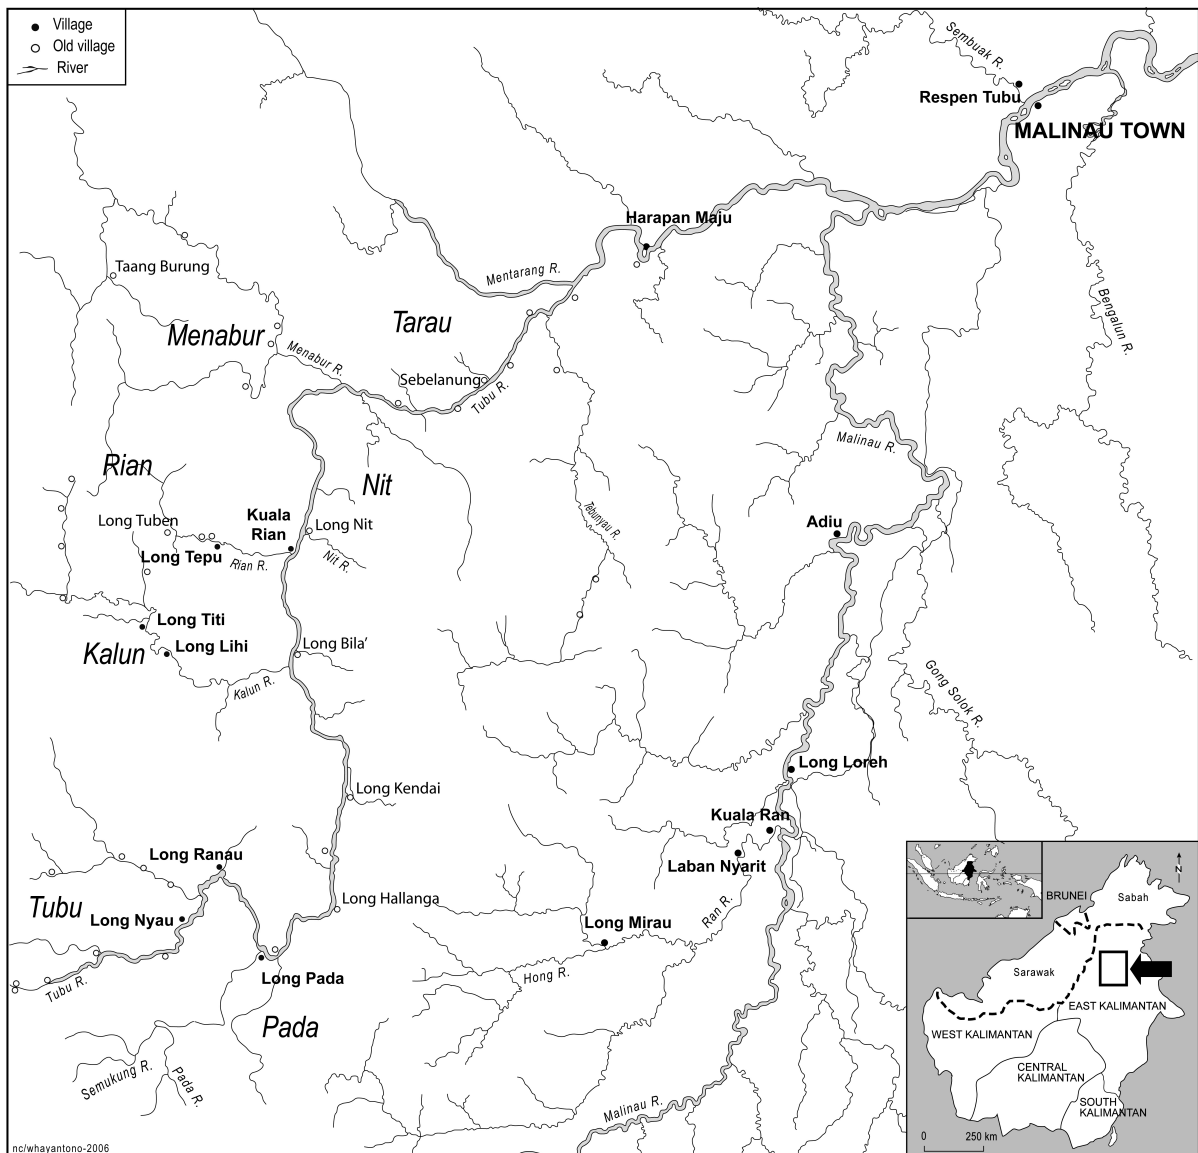 Village
Old village
River
Sembuak R.
Respen Tubu
MALINAU TOWN
Harapan Maju
Taang Burung
Mentarang R.
Bengalun R.
Tarau
Menabur
Menabur R.
Sebelanung
Tubu R.
Malinau R.
Rian
Nit
Long Tuben
Kuala
Rian
Long Nit
Tebunyau R.
Adiu
Long Tepu
Rian R.
Nit R.
Long Titi
Long Lihi
Kalun
Long Bila'
Kalun R.
Gong Solok R.
Long Loreh
Long Kendai
Kuala Ran
Long Ranau
Laban Nyarit
Tubu
Long Nyau
Long Hallanga
Long Mirau
Ran R.
Hong R.
Long Pada
Tubu R.
Pada
Semukung R.
Pada R.
Malinau R.
nc/whayantono-2006
N
BRUNEI
Sabah
Sarawak
EAST KALIMANTAN
WEST KALIMANTAN
CENTRAL
KALIMANTAN
SOUTH
KALIMANTAN
0
250 km